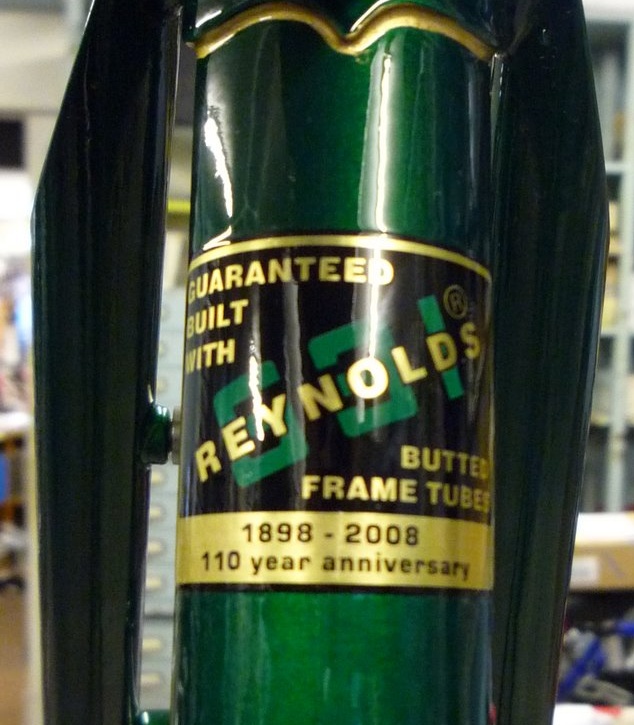 GUARANTEED
BUILT
WITH
REYNOLDS®
BUTTED
FRAME TUBES
1898 - 2008
110 year anniversary